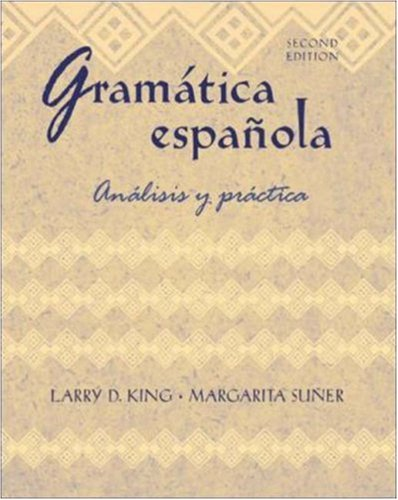 SECOND
EDITION
Gramática
española
Análisis y práctica
LARRY D. KING • MARGARITA SUÑER